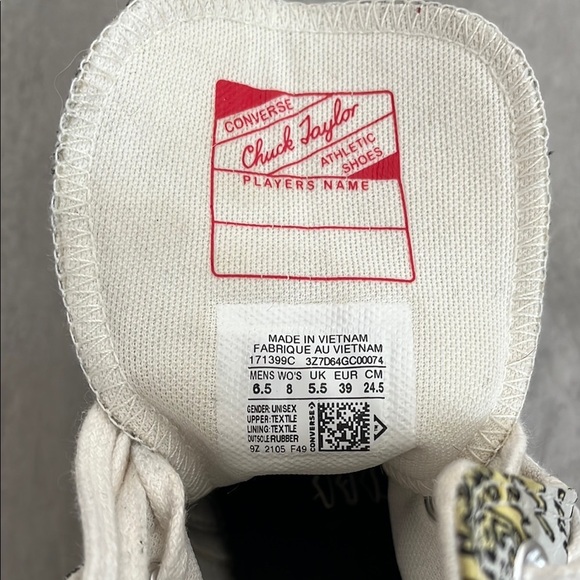 CONVERSE
Chuck Taylor
ATHLETIC
SHOES
PLAYERS NAME
MADE IN VIETNAM
FABRIQUE AU VIETNAM
171399C 3Z7D64GC00074
MENS WO'S UK EUR CM
6.5 8 5.5 39 24.5
GENDER: UNISEX
UPPER: TEXTILE
LINING: TEXTILE
OUTSOLE: RUBBER
9Z 2105 F49
CONVERSE